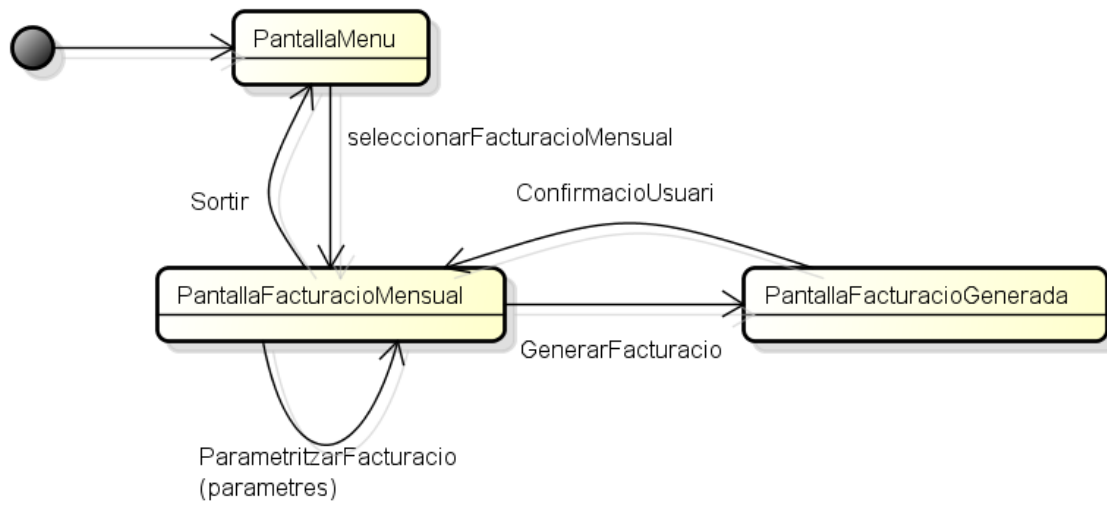 PantallaMenu
seleccionarFacturacioMensual
Sortir
ConfirmacioUsuari
PantallaFacturacioMensual
PantallaFacturacioGenerada
GenerarFacturacio
ParametritzarFacturacio
(parametres)